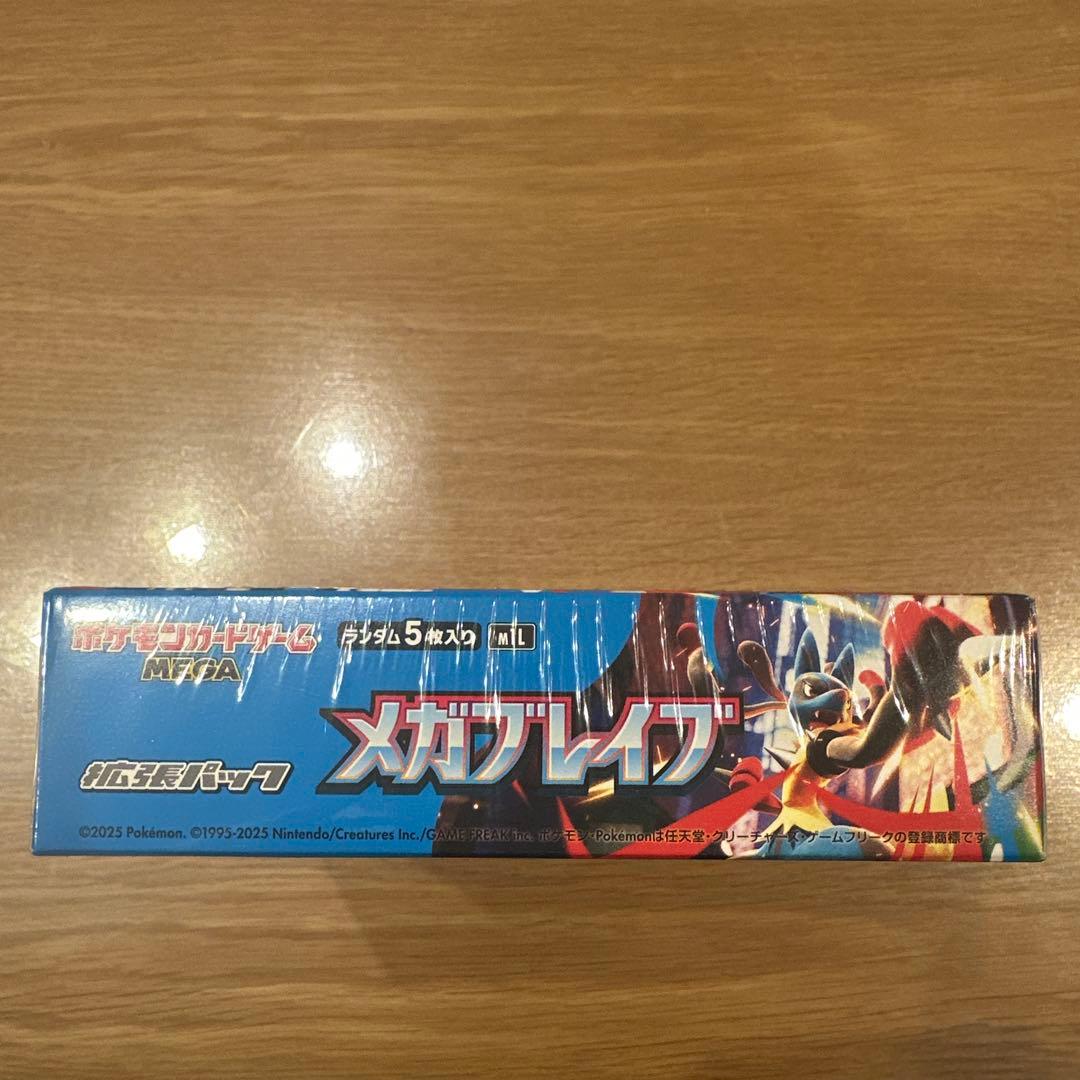 ポケモンカードゲーム
MEGA
ランダム5枚入り M1L
メガブレイブ
拡張パック
©2025 Pokémon. ©1995-2025 Nintendo/Creatures Inc./GAME FREAK inc. ポケモン・Pokémonは任天堂・クリーチャーズ・ゲームフリークの登録商標です。